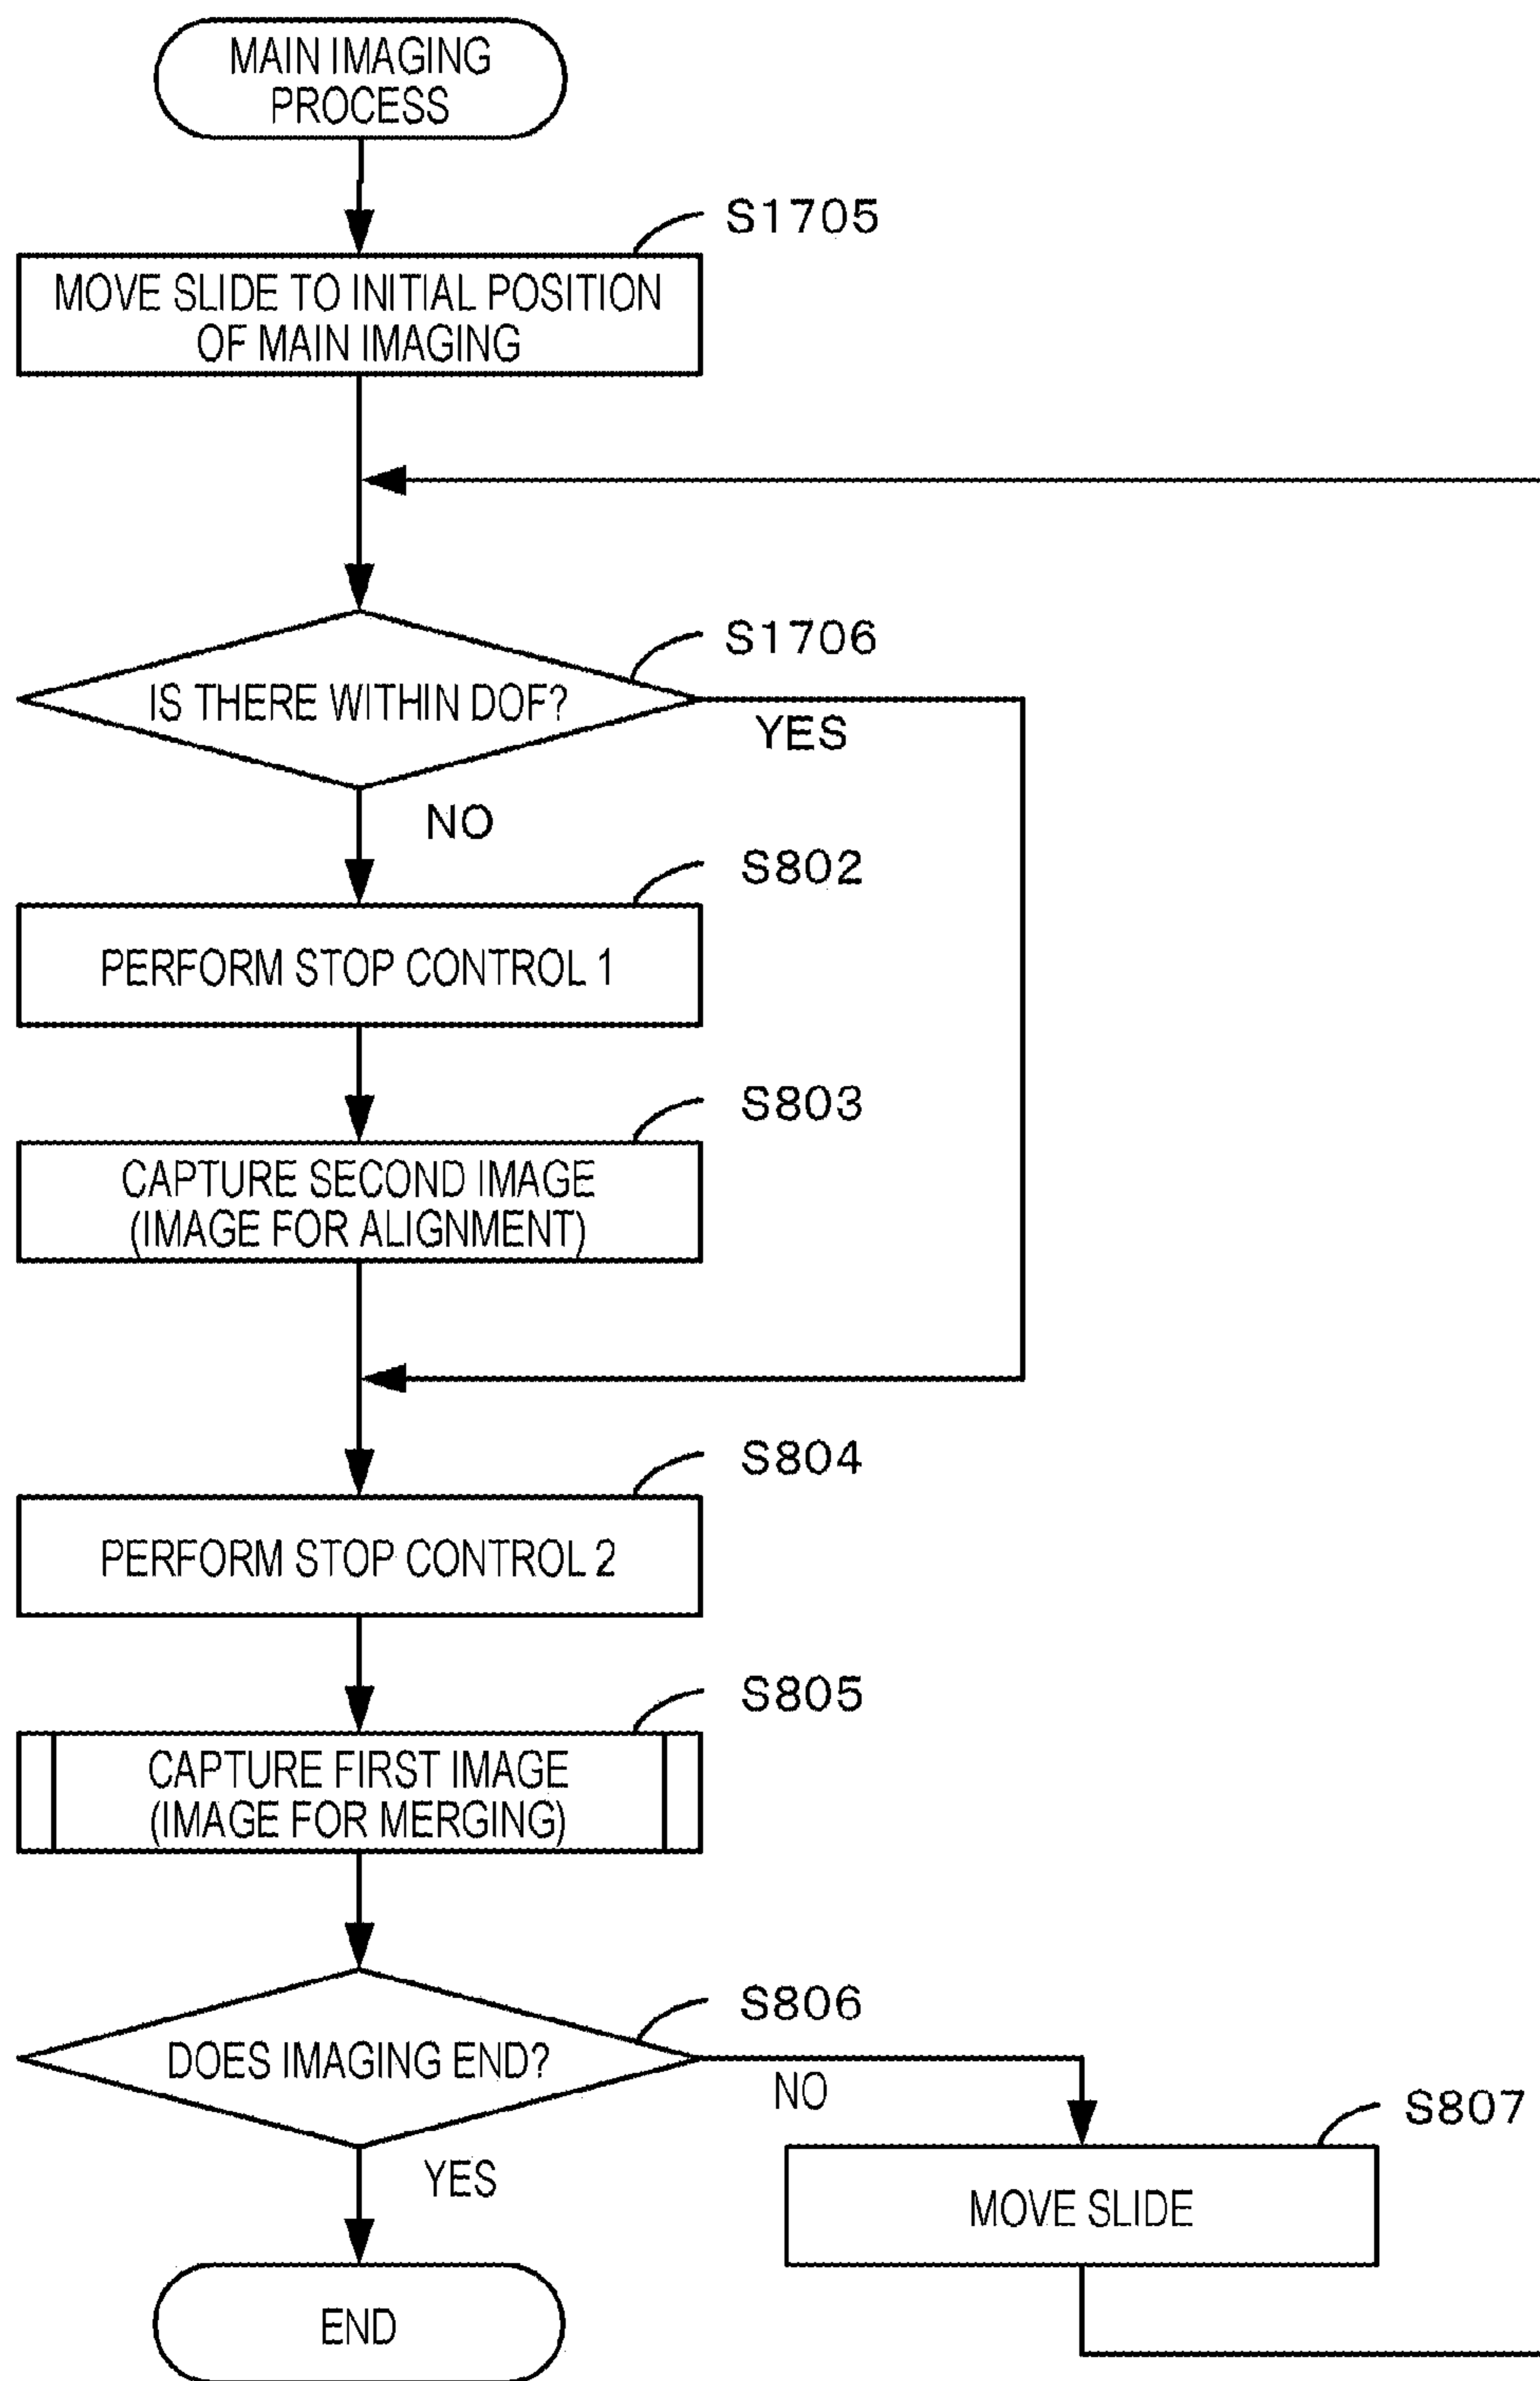 MAIN IMAGING
PROCESS
S1705
MOVE SLIDE TO INITIAL POSITION
OF MAIN IMAGING
S1706
IS THERE WITHIN DOF?
YES
NO
S802
PERFORM STOP CONTROL 1
S803
CAPTURE SECOND IMAGE
(IMAGE FOR ALIGNMENT)
S804
PERFORM STOP CONTROL 2
S805
CAPTURE FIRST IMAGE
(IMAGE FOR MERGING)
S806
DOES IMAGING END?
NO
S807
YES
MOVE SLIDE
END